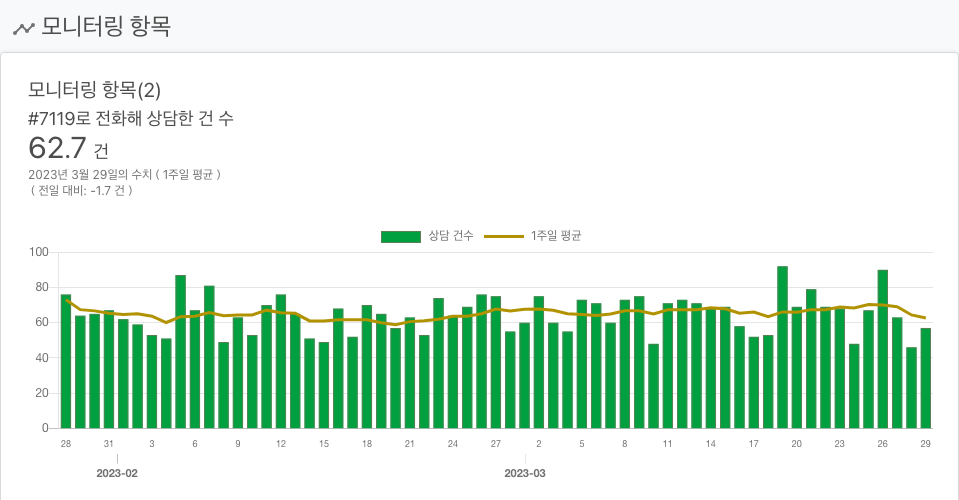 모니터링 항목
모니터링 항목(2)
#7119로 전화해 상담한 건 수
62.7 건
2023년 3월 29일의 수치 ( 1주일 평균 )
( 전일 대비: -1.7 건 )
상담 건수 1주일 평균
100
80
60
40
20
0
28 31 3 6 9 12 15 18 21 24 27 2 5 8 11 14 17 20 23 26 29
2023-02 2023-03